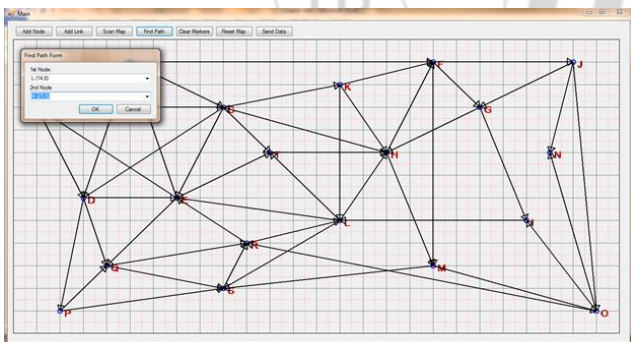 Main
Add Node Add Link Scan Map Find Path Clear Markers Reset Map Send Data
Find Path Form
1st Node
L (14,8)
2nd Node
OK Cancel
F
J
K
G
H
N
D
E
L
R
Q
M
P
O